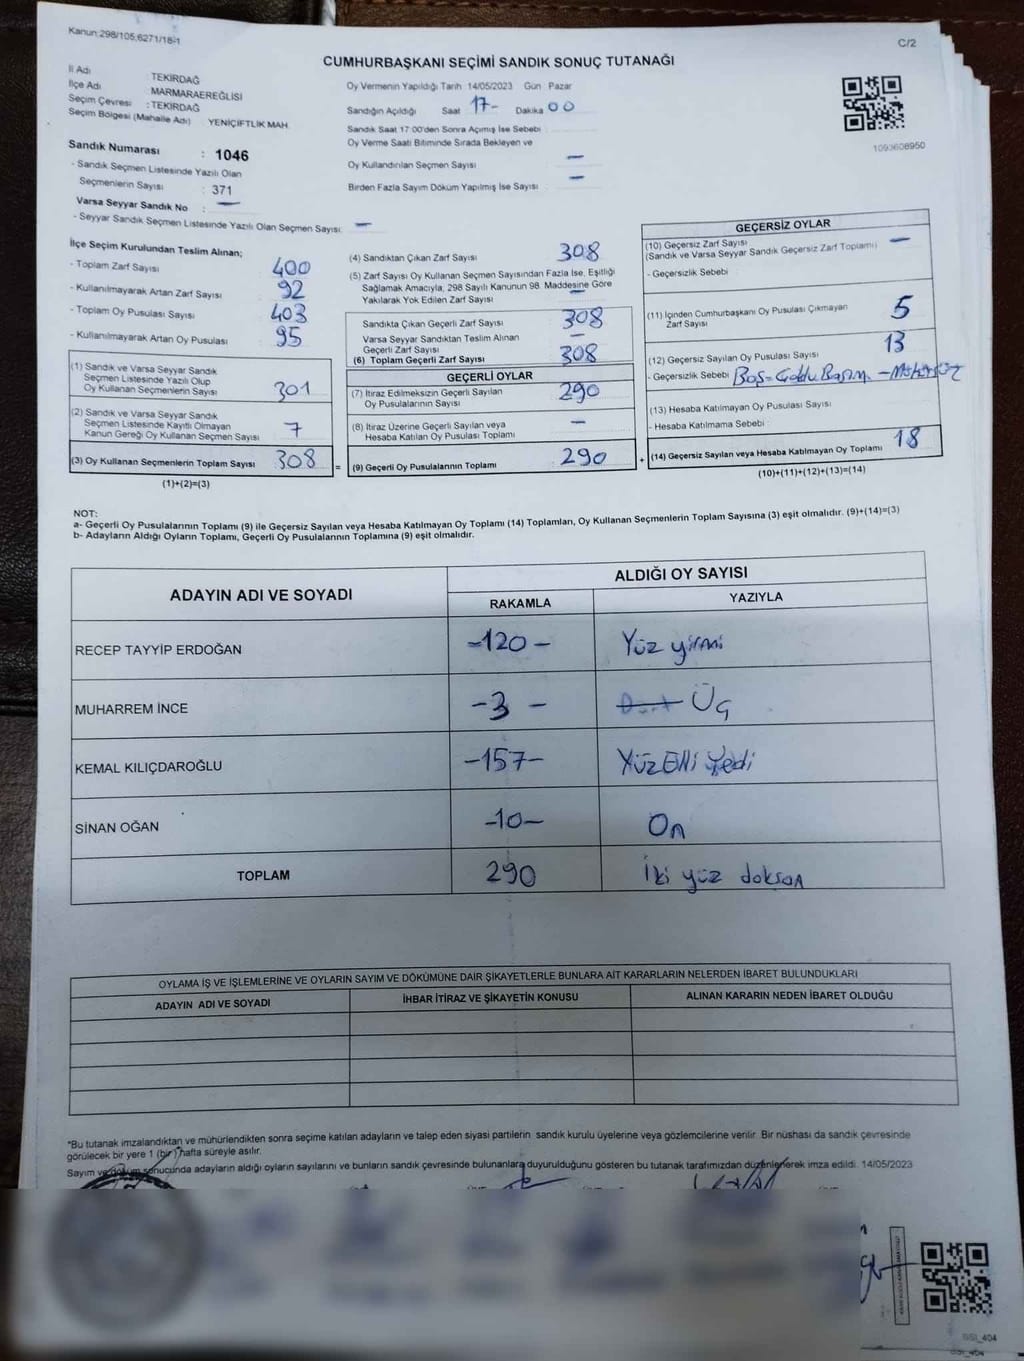 Kanun:298/105,6271/18-1
C/2
CUMHURBAŞKANI SEÇİMİ SANDIK SONUÇ TUTANAĞI
İl Adı TEKİRDAĞ
İlçe Adı MARMARAEREĞLİSİ
Seçim Çevresi : TEKİRDAĞ
Seçim Bölgesi (Mahalle Adı) YENİÇİFTLİK MAH.
Oy Vermenin Yapıldığı Tarih 14/05/2023 Gün : Pazar
Sandığın Açıldığı Saat 17- Dakika 00
Sandık Saat 17:00'den Sonra Açımış İse Sebebi :
Oy Verme Saati Bitiminde Sırada Bekleyen ve
Oy Kullandırılan Seçmen Sayısı —
Birden Fazla Sayım Döküm Yapılmış İse Sayısı —
1093608950
Sandık Numarası : 1046
- Sandık Seçmen Listesinde Yazılı Olan
Seçmenlerin Sayısı : 371
Varsa Seyyar Sandık No : —
- Seyyar Sandık Seçmen Listesinde Yazılı Olan Seçmen Sayısı: —
İlçe Seçim Kurulundan Teslim Alınan;
- Toplam Zarf Sayısı 400
- Kullanılmayarak Artan Zarf Sayısı 92
- Toplam Oy Pusulası Sayısı 403
- Kullanılmayarak Artan Oy Pusulası 95
(1) Sandık ve Varsa Seyyar Sandık
Seçmen Listesinde Yazılı Olup
Oy Kullanan Seçmenlerin Sayısı 301
(2) Sandık ve Varsa Seyyar Sandık
Seçmen Listesinde Kayıtlı Olmayan
Kanun Gereği Oy Kullanan Seçmen Sayısı 7
(3) Oy Kullanan Seçmenlerin Toplam Sayısı 308 =
(1)+(2)=(3)
(4) Sandıktan Çıkan Zarf Sayısı 308
(5) Zarf Sayısı Oy Kullanan Seçmen Sayısından Fazla İse, Eşitliği
Sağlamak Amacıyla, 298 Sayılı Kanunun 98. Maddesine Göre
Yakılarak Yok Edilen Zarf Sayısı —
Sandıkta Çıkan Geçerli Zarf Sayısı 308
Varsa Seyyar Sandıktan Teslim Alınan
Geçerli Zarf Sayısı —
(6) Toplam Geçerli Zarf Sayısı 308
GEÇERLİ OYLAR
(7) İtiraz Edilmeksizin Geçerli Sayılan
Oy Pusulalarının Sayısı 290
(8) İtiraz Üzerine Geçerli Sayılan veya
Hesaba Katılan Oy Pusulası Toplamı —
(9) Geçerli Oy Pusulalarının Toplamı 290 +
GEÇERSİZ OYLAR
(10) Geçersiz Zarf Sayısı —
(Sandık ve Varsa Seyyar Sandık Geçersiz Zarf Toplamı)
- Geçersizlik Sebebi
(11) İçinden Cumhurbaşkanı Oy Pusulası Çıkmayan 5
Zarf Sayısı
(12) Geçersiz Sayılan Oy Pusulası Sayısı 13
- Geçersizlik Sebebi Boş=
(13) Hesaba Katılmayan Oy Pusulası Sayısı
- Hesaba Katılmama Sebebi
(14) Geçersiz Sayılan veya Hesaba Katılmayan Oy Toplamı 18
(10)+(11)+(12)+(13)=(14)
NOT:
a- Geçerli Oy Pusulalarının Toplamı (9) ile Geçersiz Sayılan veya Hesaba Katılmayan Oy Toplamı (14) Toplamları, Oy Kullanan Seçmenlerin Toplam Sayısına (3) eşit olmalıdır. (9)+(14)=(3)
b- Adayların Aldığı Oyların Toplamı, Geçerli Oy Pusulalarının Toplamına (9) eşit olmalıdır.
ADAYIN ADI VE SOYADI ALDIĞI OY SAYISI
RAKAMLA YAZIYLA
RECEP TAYYİP ERDOĞAN -120- Yüz yirmi
MUHARREM İNCE -3- Üç
KEMAL KILIÇDAROĞLU -157- Yüz Elli Yedi
SİNAN OĞAN -10- On
TOPLAM 290 İki yüz doksan
OYLAMA İŞ VE İŞLEMLERİNE VE OYLARIN SAYIM VE DÖKÜMÜNE DAİR ŞİKAYETLERLE BUNLARA AİT KARARLARIN NELERDEN İBARET BULUNDUKLARI
ADAYIN ADI VE SOYADI İHBAR İTİRAZ VE ŞİKAYETİN KONUSU ALINAN KARARIN NEDEN İBARET OLDUĞU
*Bu tutanak imzalandıktan ve mühürlendikten sonra seçime katılan adayların ve talep eden siyasi partilerin sandık kurulu üyelerine veya gözlemcilerine verilir. Bir nüshası da sandık çevresinde
görülecek bir yere 1 (bir) hafta süreyle asılır.
Sayım ve döküm sonucunda adayların aldığı oyların sayılarını ve bunların sandık çevresinde bulunanlara duyurulduğunu gösteren bu tutanak tarafımızdan düzenlenerek imza edildi. 14/05/2023
SSI_404